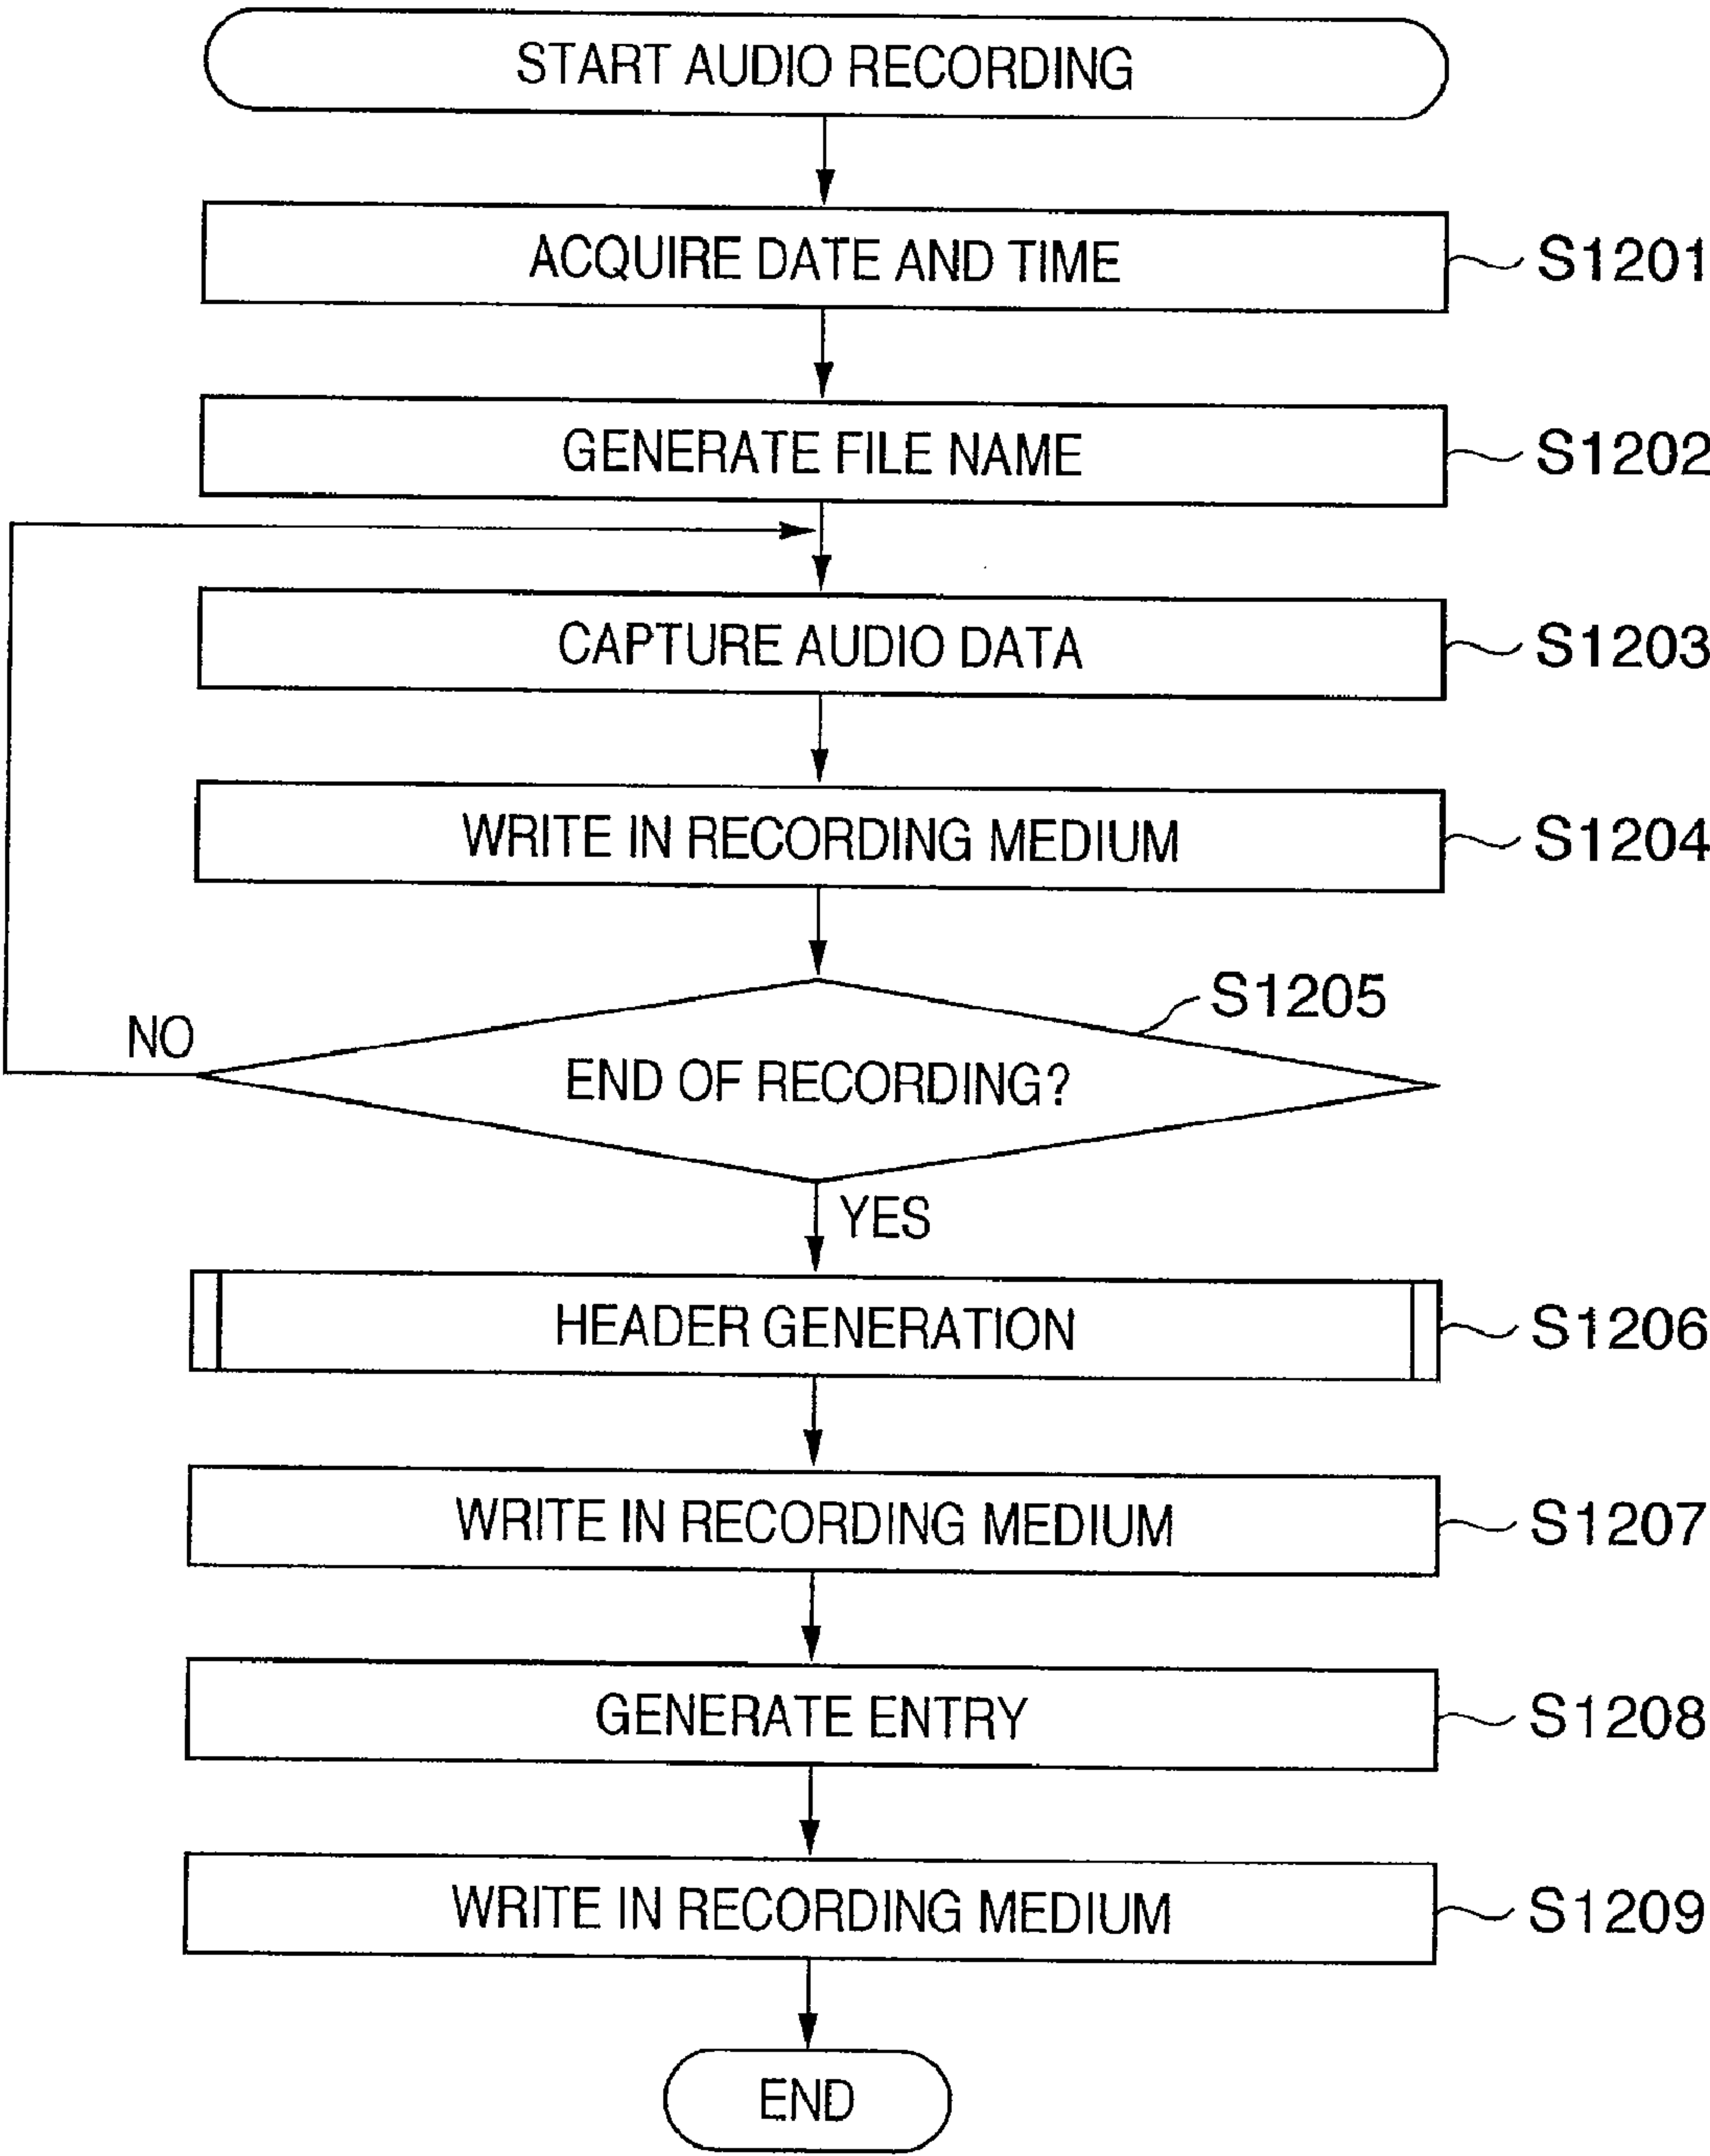 START AUDIO RECORDING
ACQUIRE DATE AND TIME
S1201
GENERATE FILE NAME
S1202
CAPTURE AUDIO DATA
S1203
WRITE IN RECORDING MEDIUM
S1204
S1205
NO
END OF RECORDING?
YES
HEADER GENERATION
S1206
WRITE IN RECORDING MEDIUM
S1207
GENERATE ENTRY
S1208
WRITE IN RECORDING MEDIUM
S1209
END